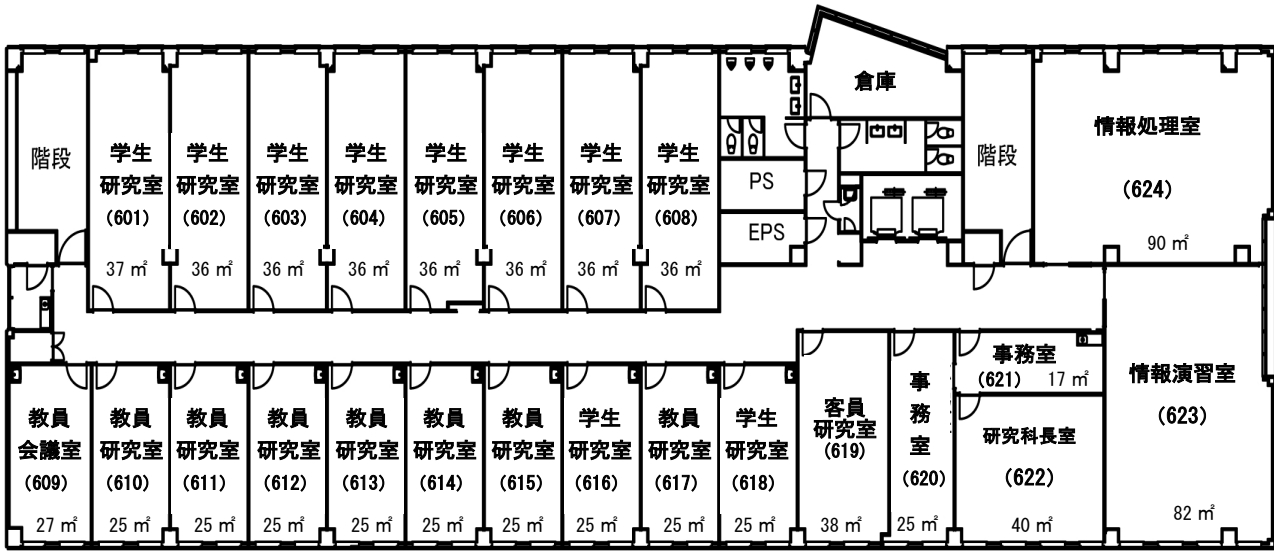 倉庫
階段
学生
研究室
(601)
37 ㎡
学生
研究室
(602)
36 ㎡
学生
研究室
(603)
36 ㎡
学生
研究室
(604)
36 ㎡
学生
研究室
(605)
36 ㎡
学生
研究室
(606)
36 ㎡
学生
研究室
(607)
36 ㎡
学生
研究室
(608)
36 ㎡
PS
EPS
階段
情報処理室
(624)
90 ㎡
教員
会議室
(609)
27 ㎡
教員
研究室
(610)
25 ㎡
教員
研究室
(611)
25 ㎡
教員
研究室
(612)
25 ㎡
教員
研究室
(613)
25 ㎡
教員
研究室
(614)
25 ㎡
教員
研究室
(615)
25 ㎡
学生
研究室
(616)
25 ㎡
教員
研究室
(617)
25 ㎡
学生
研究室
(618)
25 ㎡
客員
研究室
(619)
38 ㎡
事
務
室
(620)
25 ㎡
事務室
(621) 17 ㎡
研究科長室
(622)
40 ㎡
情報演習室
(623)
82 ㎡